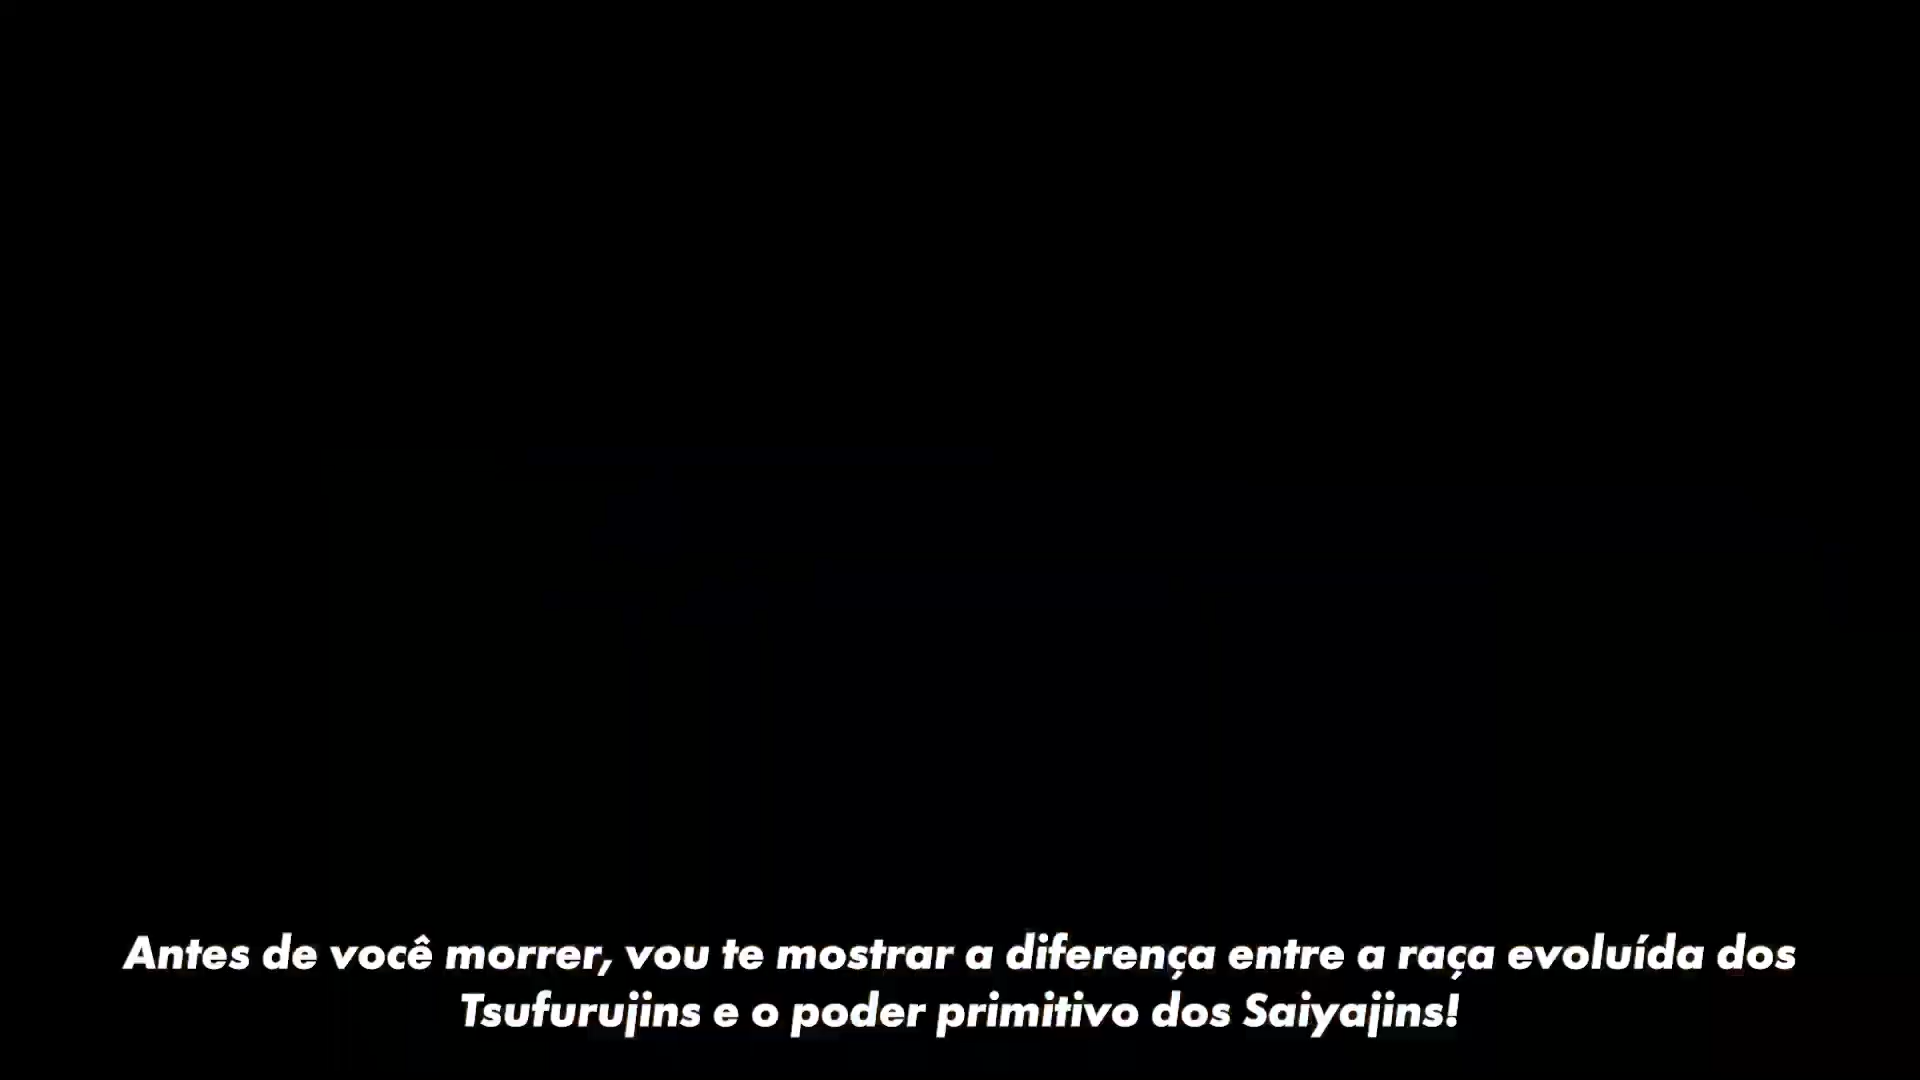 Antes de você morrer, vou te mostrar a diferença entre a raça evoluída dos
Tsufurujins e o poder primitivo dos Saiyajins!